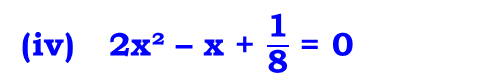 (iv) 2x² – x + 1/8 = 0